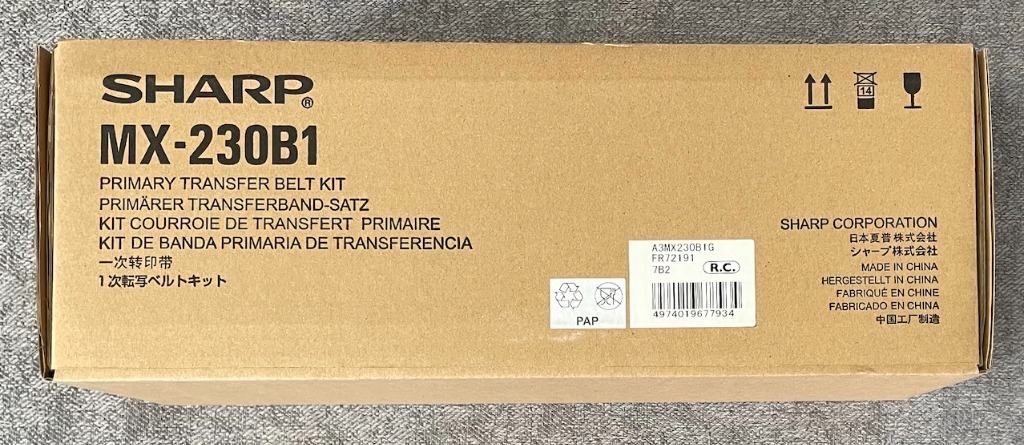 SHARP®
MX-230B1
PRIMARY TRANSFER BELT KIT
PRIMÄRER TRANSFERBAND-SATZ
KIT COURROIE DE TRANSFERT PRIMAIRE
KIT DE BANDA PRIMARIA DE TRANSFERENCIA
一次转印带
1次転写ベルトキット
14
PAP
A3MX230B1G
FR72191
7B2 R.C.
4974019677934
SHARP CORPORATION
日本夏普株式会社
シャープ株式会社
MADE IN CHINA
HERGESTELLT IN CHINA
FABRIQUÉ EN CHINE
FABRICADO EN CHINA
中国工厂制造